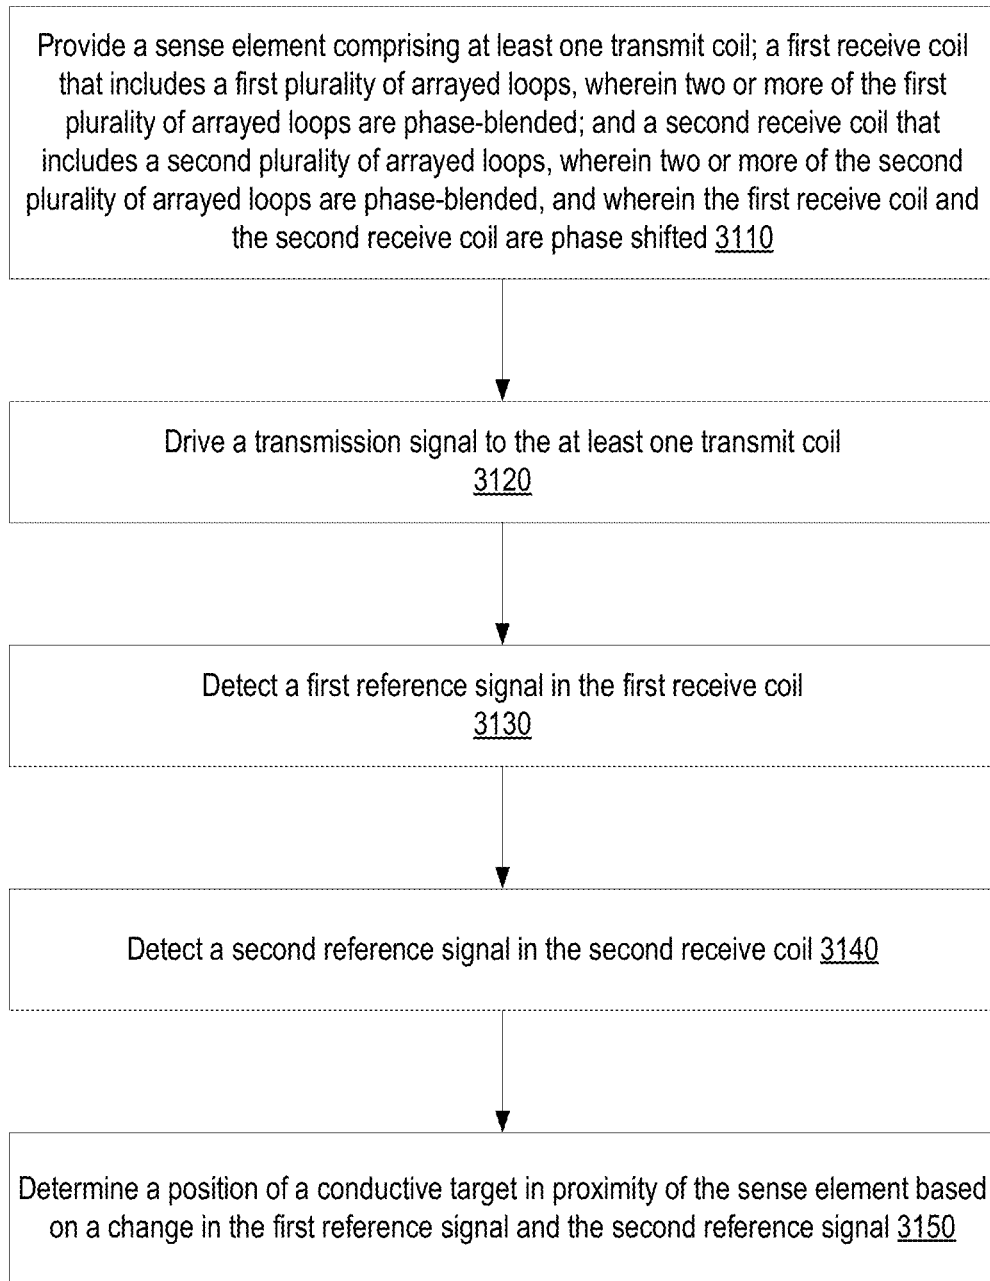 Provide a sense element comprising at least one transmit coil; a first receive coil
that includes a first plurality of arrayed loops, wherein two or more of the first
plurality of arrayed loops are phase-blended; and a second receive coil that
includes a second plurality of arrayed loops, wherein two or more of the second
plurality of arrayed loops are phase-blended, and wherein the first receive coil and
the second receive coil are phase shifted 3110
Drive a transmission signal to the at least one transmit coil
3120
Detect a first reference signal in the first receive coil
3130
Detect a second reference signal in the second receive coil 3140
Determine a position of a conductive target in proximity of the sense element based
on a change in the first reference signal and the second reference signal 3150